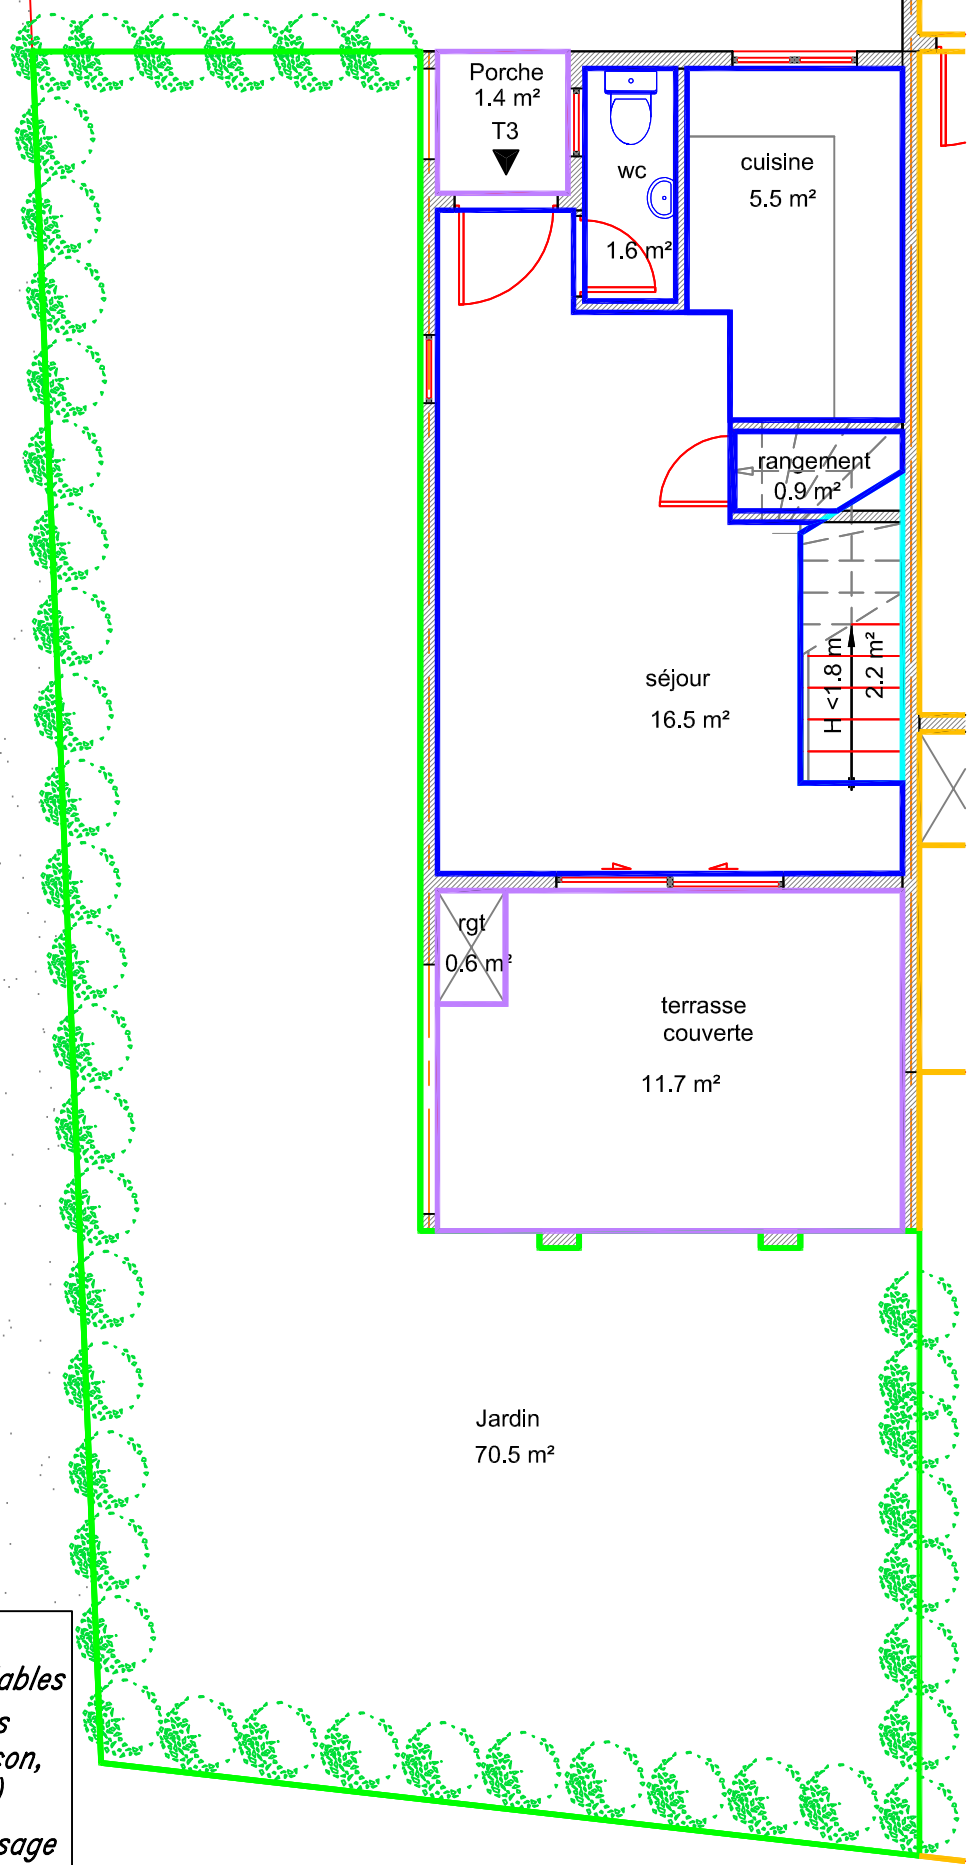 Porche
1.4 m²
T3
wc
1.6 m²
cuisine
5.5 m²
rangement
0.9 m²
séjour
16.5 m²
H <1.8 m
2.2 m²
rgt
0.6 m²
terrasse
couverte
11.7 m²
Jardin
70.5 m²
ables
s
on,
)
sage